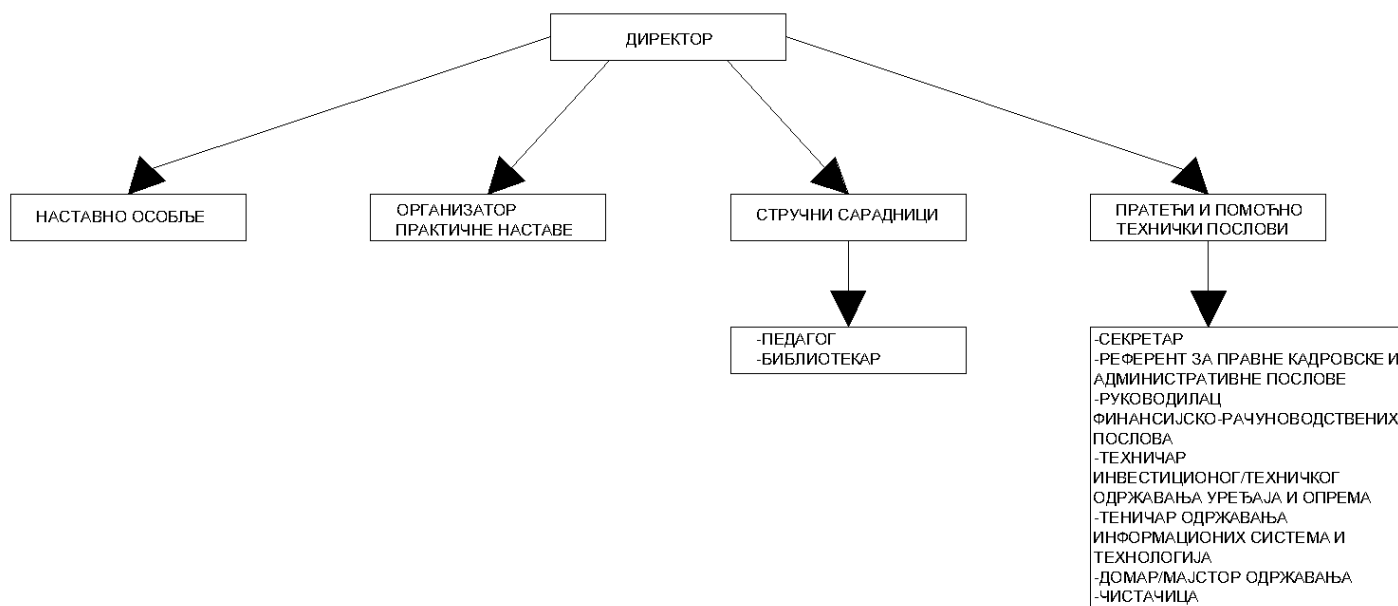 ДИРЕКТОР
НАСТАВНО ОСОБЉЕ
ОРГАНИЗАТОР
ПРАКТИЧНЕ НАСТАВЕ
СТРУЧНИ САРАДНИЦИ
ПРАТЕЋИ И ПОМОЋНО
ТЕХНИЧКИ ПОСЛОВИ
-ПЕДАГОГ
-БИБЛИОТЕКАР
-СЕКРЕТАР
-РЕФЕРЕНТ ЗА ПРАВНЕ КАДРОВСКЕ И
АДМИНИСТРАТИВНЕ ПОСЛОВЕ
-РУКОВОДИЛАЦ
ФИНАНСИЈСКО-РАЧУНОВОДСТВЕНИХ
ПОСЛОВА
-ТЕХНИЧАР
ИНВЕСТИЦИОНОГ/ТЕХНИЧКОГ
ОДРЖАВАЊА УРЕЂАЈА И ОПРЕМА
-ТЕНИЧАР ОДРЖАВАЊА
ИНФОРМАЦИОНИХ СИСТЕМА И
ТЕХНОЛОГИЈА
-ДОМАР/МАЈСТОР ОДРЖАВАЊА
-ЧИСТАЧИЦА